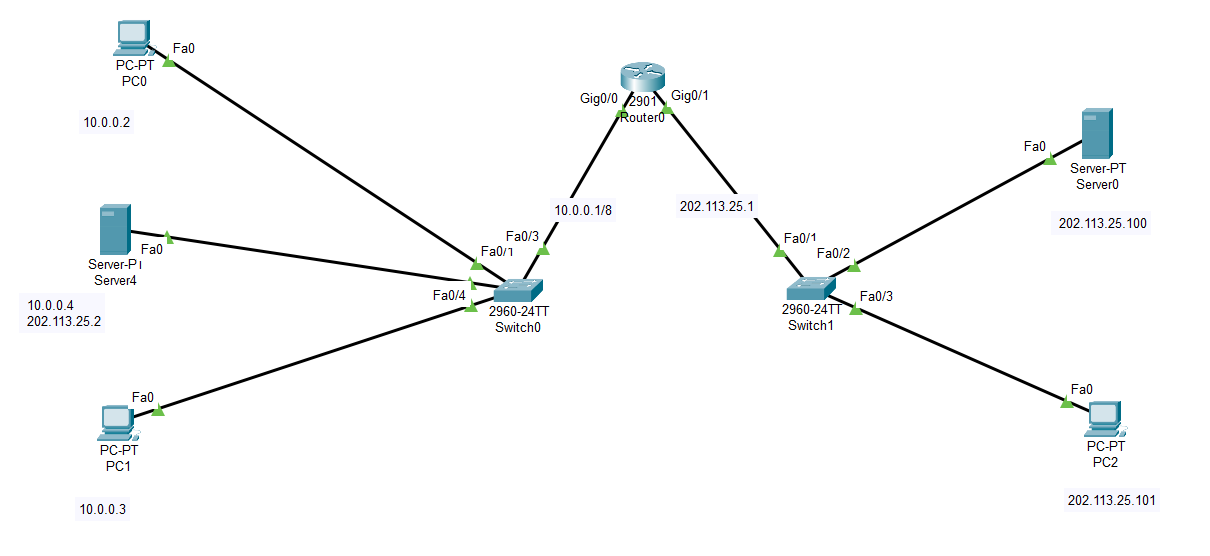 Fa0
PC-PT
PC0
10.0.0.2
Gig0/0
Gig0/1
2901
Router0
Fa0
Server-PT
Server0
202.113.25.100
10.0.0.1/8
202.113.25.1
Fa0
Server-PT
Server4
10.0.0.4
202.113.25.2
Fa0/3
Fa0/1
Fa0/4
2960-24TT
Switch0
Fa0/1
Fa0/2
Fa0/3
2960-24TT
Switch1
Fa0
PC-PT
PC1
10.0.0.3
Fa0
PC-PT
PC2
202.113.25.101